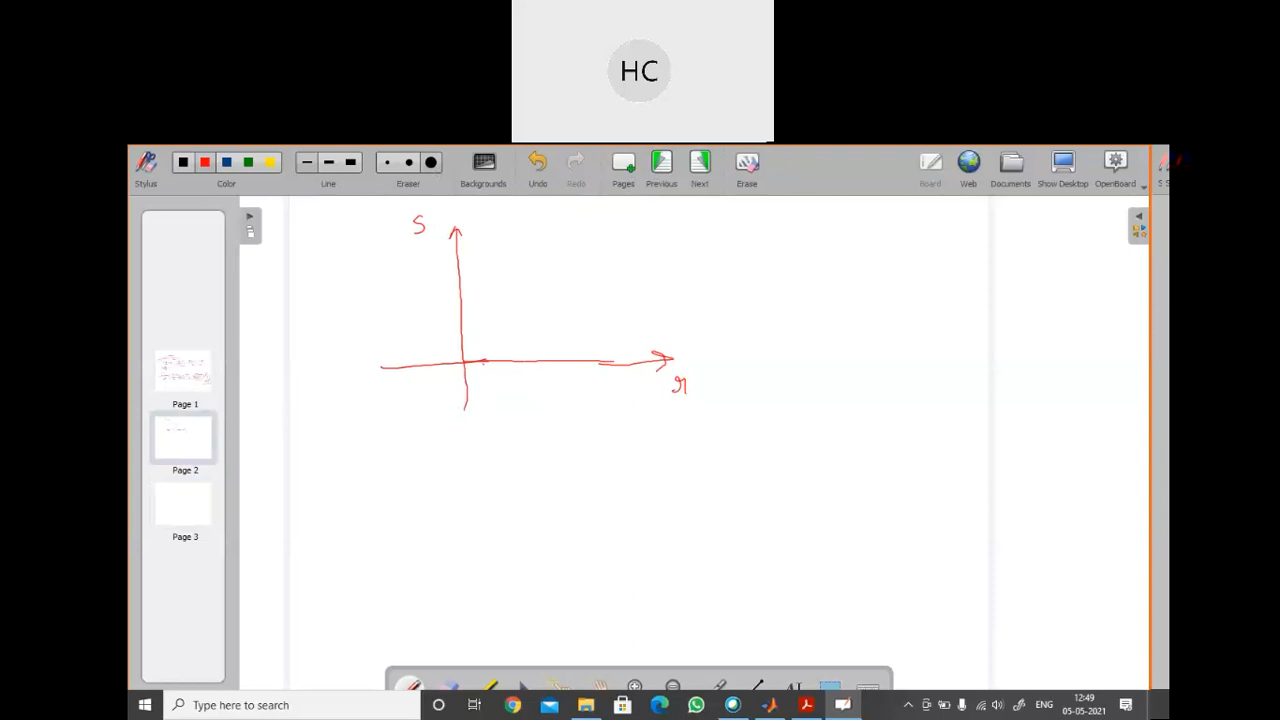 HC
Stylus Color Line Eraser Backgrounds Undo Redo Pages Previous Next Erase Board Web Documents Show Desktop OpenBoard
S
r
Page 1
Page 2
Page 3
Type here to search
ENG
12:49
05-05-2021